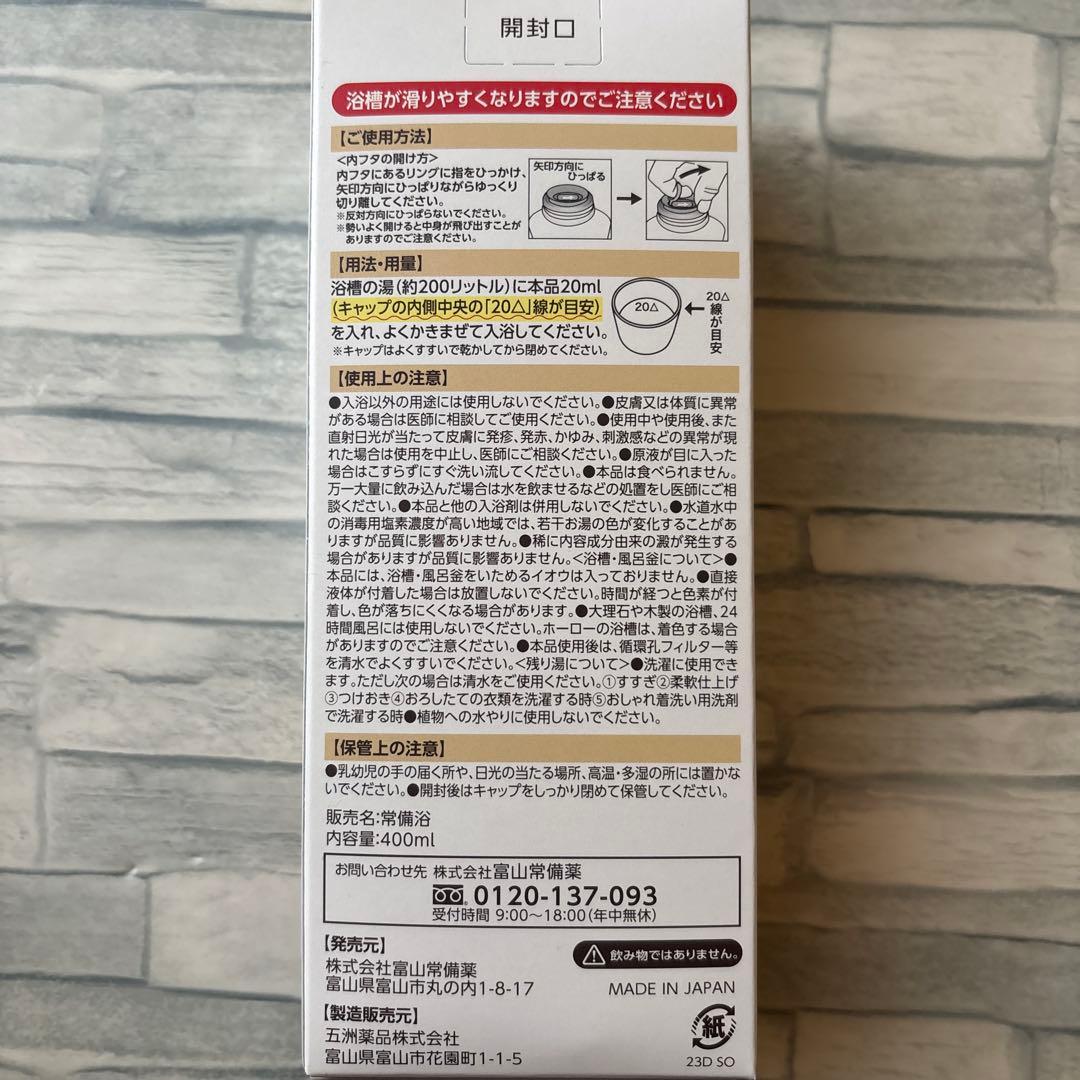 開封口
浴槽が滑りやすくなりますのでご注意ください
【ご使用方法】
<内フタの開け方>
内フタにあるリングに指をひっかけ、
矢印方向にひっぱりながらゆっくり
切り離してください。
※反対方向にひっぱらないでください。
※勢いよく開けると中身が飛び出すことが
ありますのでご注意ください。
矢印方向に
ひっぱる
【用法・用量】
浴槽の湯(約200リットル)に本品20ml
(キャップの内側中央の「20△」線が目安)
を入れ、よくかきまぜて入浴してください。
※キャップはよくすすいで乾かしてから閉めてください。
20△
20△
線が目安
【使用上の注意】
●入浴以外の用途には使用しないでください。●皮膚又は体質に異常
がある場合は医師に相談してご使用ください。●使用中や使用後、また
直射日光が当たって皮膚に発疹、発赤、かゆみ、刺激感などの異常が現
れた場合は使用を中止し、医師にご相談ください。●原液が目に入った
場合はこすらずにすぐ洗い流してください。●本品は食べられません。
万一大量に飲み込んだ場合は水を飲ませるなどの処置をし医師にご相
談ください。●本品と他の入浴剤は併用しないでください。●水道水中
の消毒用塩素濃度が高い地域では、若干お湯の色が変化することがあ
りますが品質に影響ありません。●稀に内容成分由来の澱が発生する
場合がありますが品質に影響ありません。<浴槽・風呂釜について>●
本品には、浴槽・風呂釜をいためるイオウは入っておりません。●直接
液体が付着した場合は放置しないでください。時間が経つと色素が付
着し、色が落ちにくくなる場合があります。●大理石や木製の浴槽、24
時間風呂には使用しないでください。ホーローの浴槽は、着色する場合
がありますのでご注意ください。●本品使用後は、循環孔フィルター等
を清水でよくすすいでください。<残り湯について>●洗濯に使用でき
ます。ただし次の場合は清水をご使用ください。①すすぎ②柔軟仕上げ
③つけおき④おろしたての衣類を洗濯する時⑤おしゃれ着洗い用洗剤
で洗濯する時●植物への水やりに使用しないでください。
【保管上の注意】
●乳幼児の手の届く所や、日光の当たる場所、高温・多湿の所には置かな
いでください。●開封後はキャップをしっかり閉めて保管してください。
販売名:常備浴
内容量:400ml
お問い合わせ先 株式会社富山常備薬
0120-137-093
受付時間 9:00～18:00(年中無休)
【発売元】
株式会社富山常備薬
富山県富山市丸の内1-8-17
飲み物ではありません。
MADE IN JAPAN
【製造販売元】
五洲薬品株式会社
富山県富山市花園町1-1-5
紙
23D SO